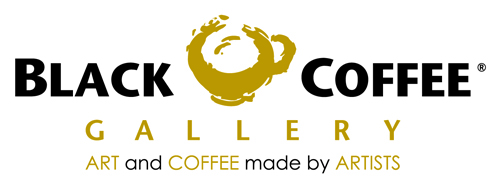 BLACK COFFEE®
GALLERY
ART and COFFEE made by ARTISTS